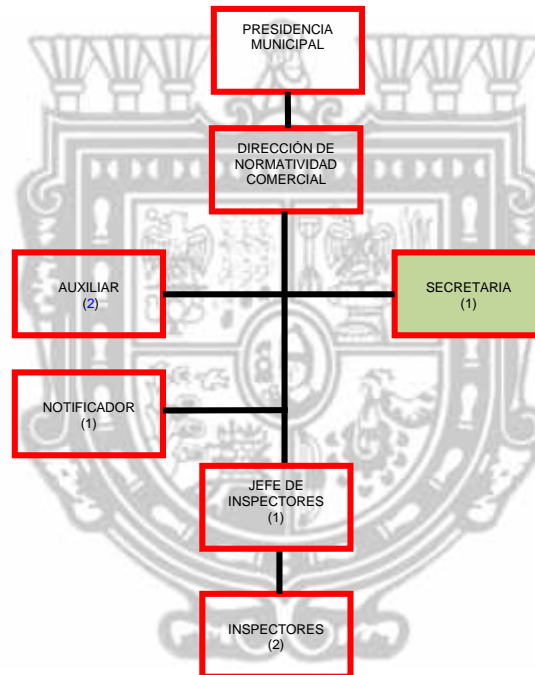 PRESIDENCIA
MUNICIPAL
DIRECCIÓN DE
NORMATIVIDAD
COMERCIAL
AUXILIAR
(2)
SECRETARIA
(1)
NOTIFICADOR
(1)
JEFE DE
INSPECTORES
(1)
INSPECTORES
(2)